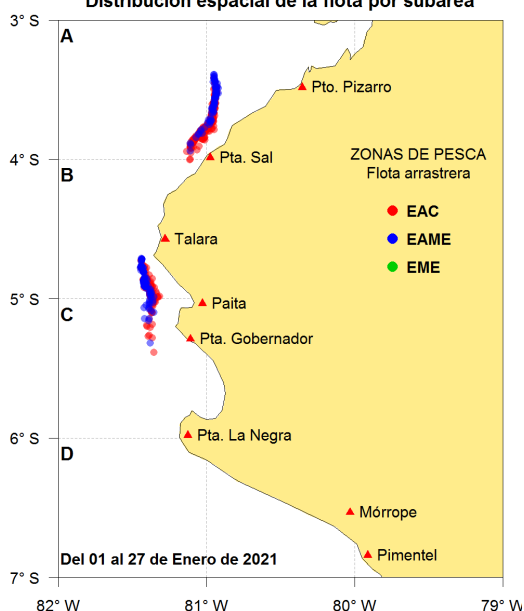 Distribución espacial de la flota por subárea
3° S
A
Pto. Pizarro
4° S
Pta. Sal
ZONAS DE PESCA
B
Flota arrastrera
EAC
Talara
EAME
EME
5° S
Paita
C
Pta. Gobernador
6° S
Pta. La Negra
D
Mórrope
Pimentel
Del 01 al 27 de Enero de 2021
7° S
82° W
81° W
80° W
79° W